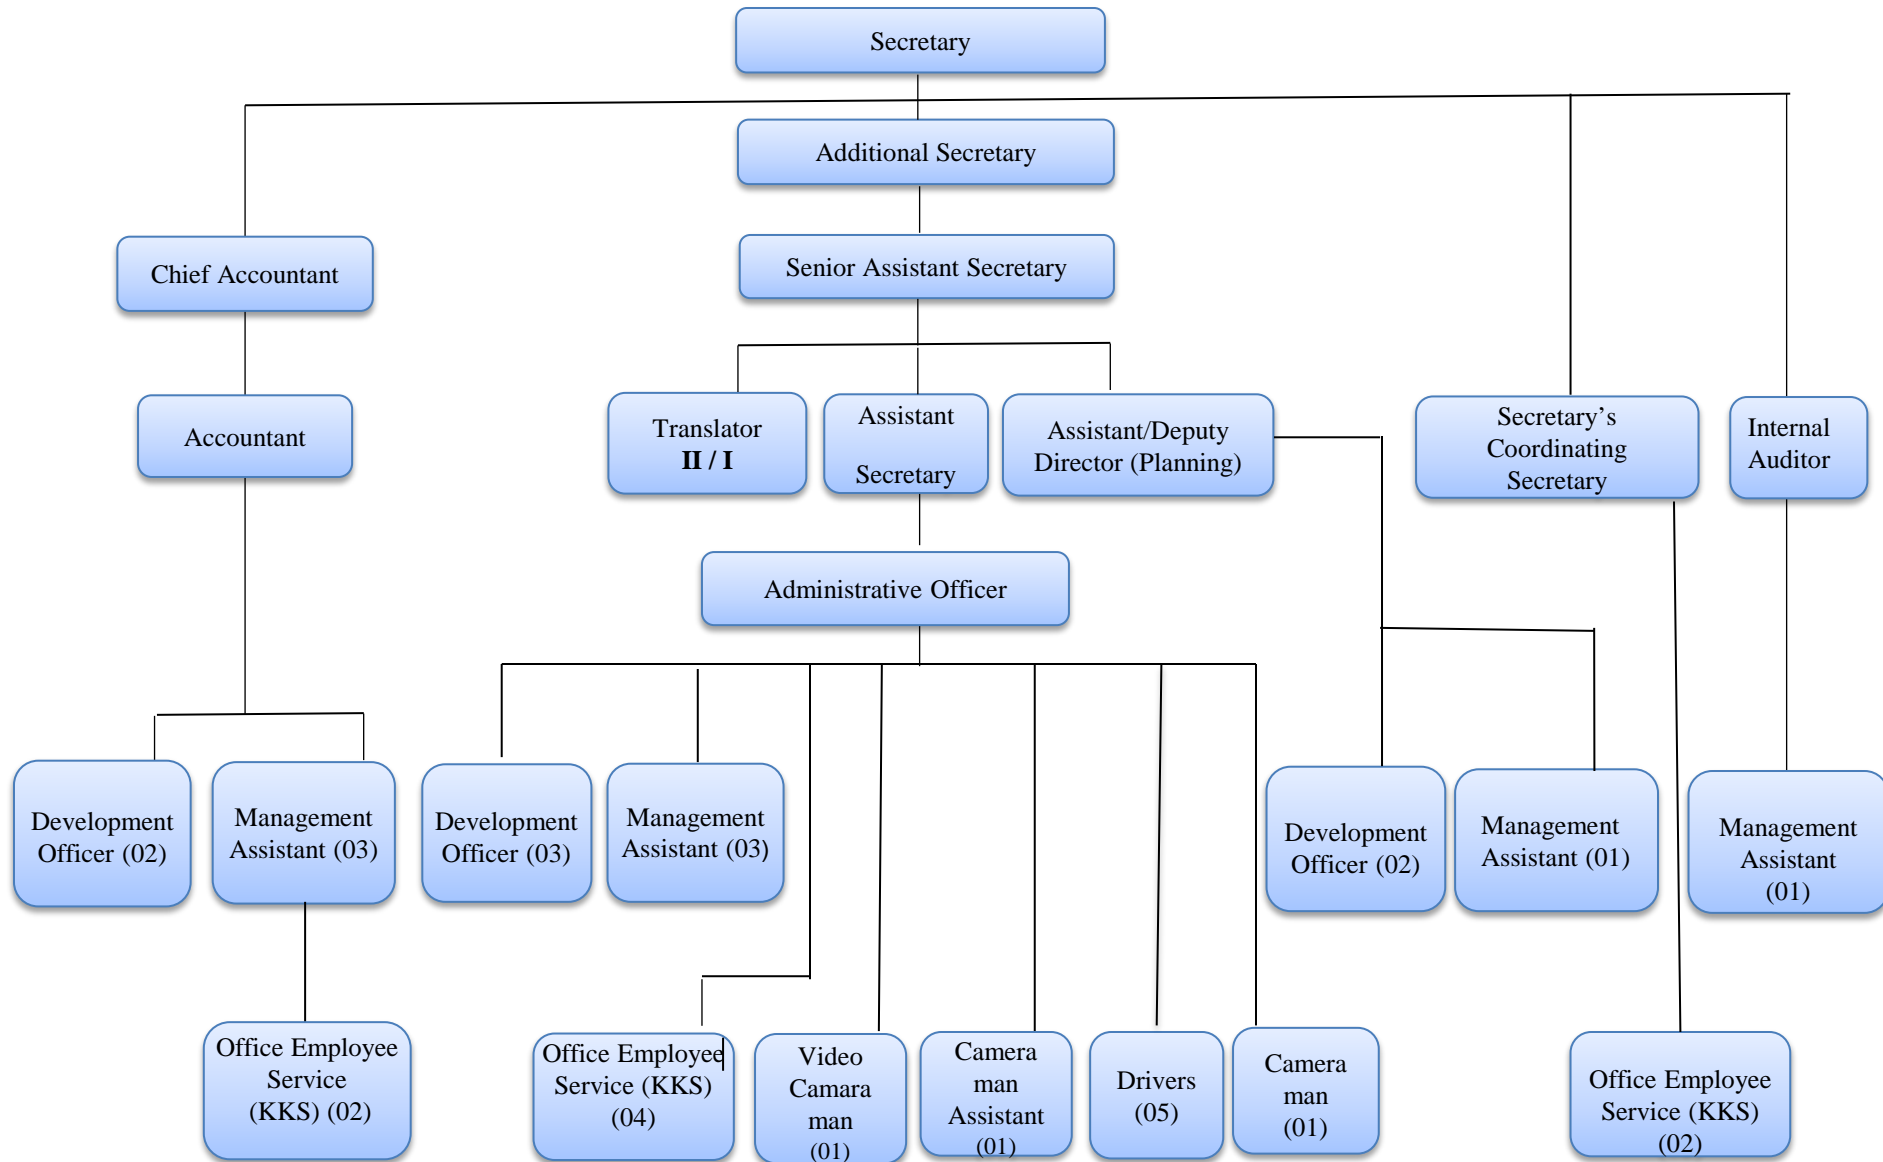 Secretary
Additional Secretary
Senior Assistant Secretary
Chief Accountant
Accountant
Translator
II / I
Assistant
Secretary
Assistant/Deputy
Director (Planning)
Secretary’s
Coordinating
Secretary
Internal
Auditor
Administrative Officer
Development
Officer (02)
Management
Assistant (03)
Development
Officer (03)
Management
Assistant (03)
Development
Officer (02)
Management
Assistant (01)
Management
Assistant
(01)
Office Employee
Service
(KKS) (02)
Office Employee
Service (KKS)
(04)
Video
Camara
man
(01)
Camera
man
Assistant
(01)
Drivers
(05)
Camera
man
(01)
Office Employee
Service (KKS)
(02)